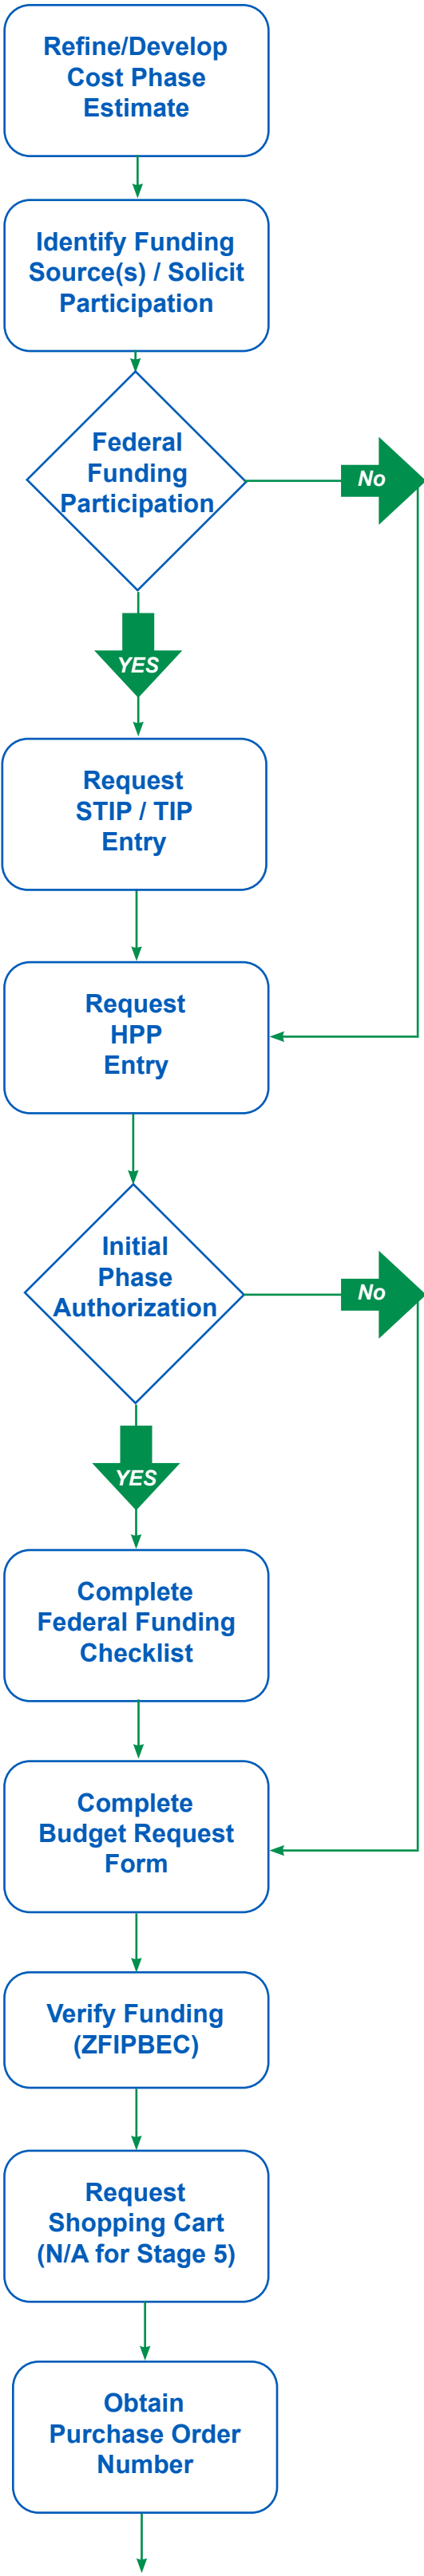 Refine/Develop
Cost Phase
Estimate
Identify Funding
Source(s) / Solicit
Participation
Federal
Funding
Participation
No
YES
Request
STIP / TIP
Entry
Request
HPP
Entry
Initial
Phase
Authorization
No
YES
Complete
Federal Funding
Checklist
Complete
Budget Request
Form
Verify Funding
(ZFIPBEC)
Request
Shopping Cart
(N/A for Stage 5)
Obtain
Purchase Order
Number